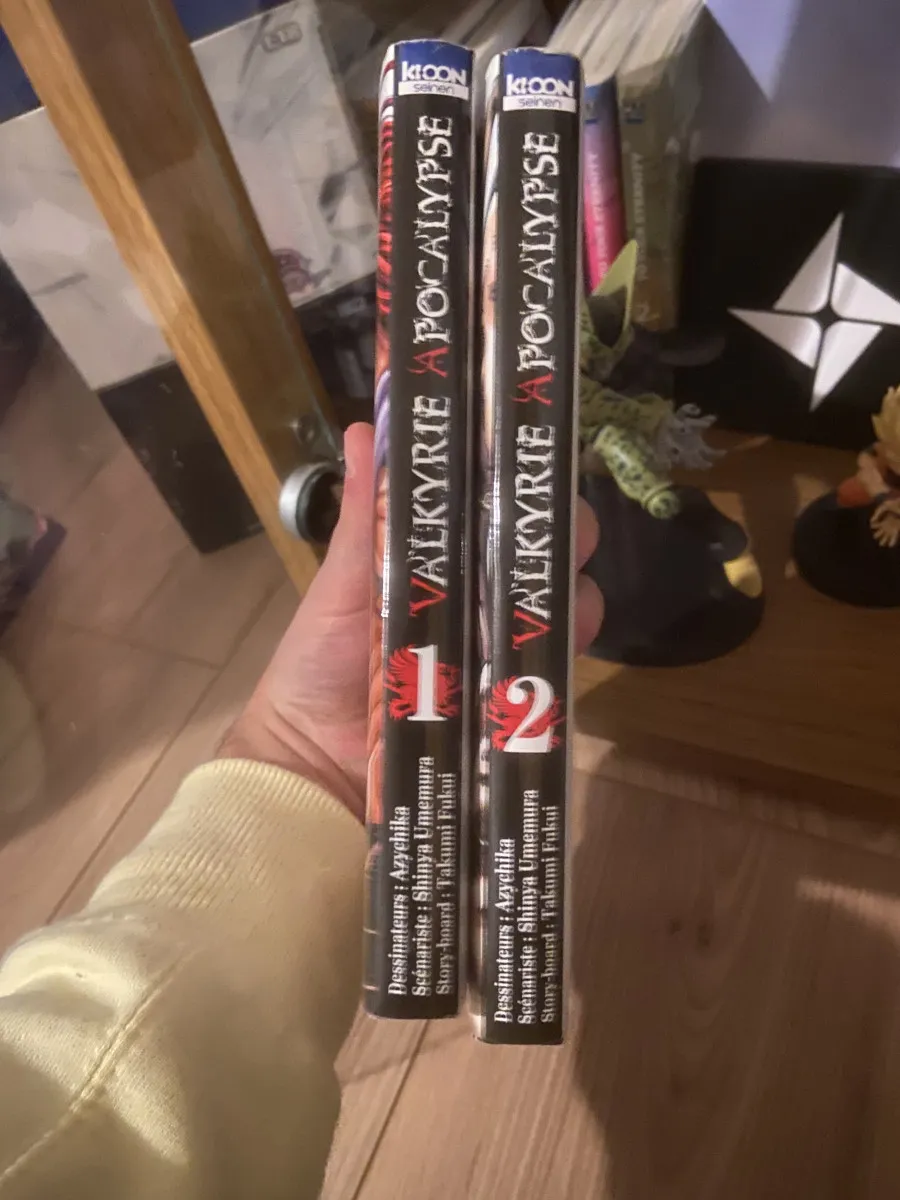 ki-oon
seinen
VALKYRIE APOCALYPSE
1
Dessinateurs : Azychika
Scénariste : Shinya Umemura
Story-board : Takumi Fukui
ki-oon
seinen
VALKYRIE APOCALYPSE
2
Dessinateurs : Azychika
Scénariste : Shinya Umemura
Story-board : Takumi Fukui